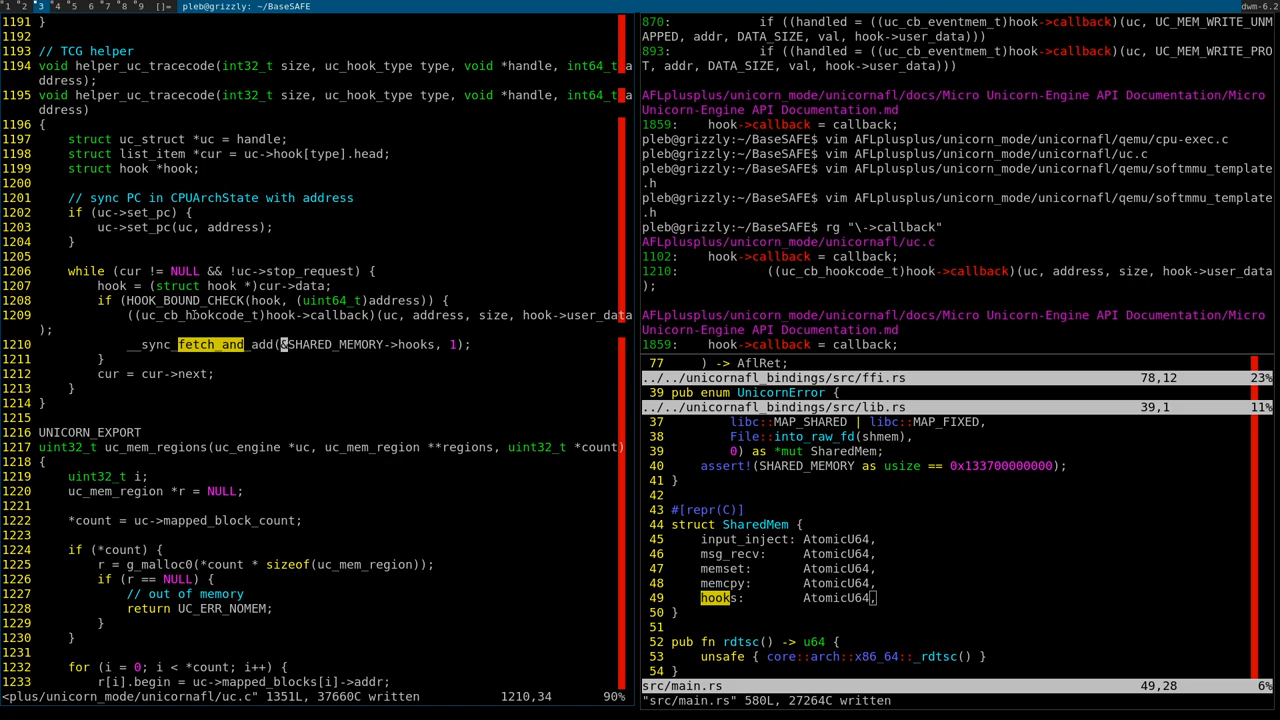 1 2 3 4 5 6 7 8 9 []= pleb@grizzly: ~/BaseSAFE dwm-6.2
1191 }
1192
1193 // TCG helper
1194 void helper_uc_tracecode(int32_t size, uc_hook_type type, void *handle, int64_t a
ddress);
1195 void helper_uc_tracecode(int32_t size, uc_hook_type type, void *handle, int64_t a
ddress)
1196 {
1197     struct uc_struct *uc = handle;
1198     struct list_item *cur = uc->hook[type].head;
1199     struct hook *hook;
1200
1201     // sync PC in CPUArchState with address
1202     if (uc->set_pc) {
1203         uc->set_pc(uc, address);
1204     }
1205
1206     while (cur != NULL && !uc->stop_request) {
1207         hook = (struct hook *)cur->data;
1208         if (HOOK_BOUND_CHECK(hook, (uint64_t)address)) {
1209             ((uc_cb_hookcode_t)hook->callback)(uc, address, size, hook->user_data
);
1210             __sync_fetch_and_add(&SHARED_MEMORY->hooks, 1);
1211         }
1212         cur = cur->next;
1213     }
1214 }
1215
1216 UNICORN_EXPORT
1217 uint32_t uc_mem_regions(uc_engine *uc, uc_mem_region **regions, uint32_t *count)
1218 {
1219     uint32_t i;
1220     uc_mem_region *r = NULL;
1221
1222     *count = uc->mapped_block_count;
1223
1224     if (*count) {
1225         r = g_malloc0(*count * sizeof(uc_mem_region));
1226         if (r == NULL) {
1227             // out of memory
1228             return UC_ERR_NOMEM;
1229         }
1230     }
1231
1232     for (i = 0; i < *count; i++) {
1233         r[i].begin = uc->mapped_blocks[i]->addr;
<plus/unicorn_mode/unicornafl/uc.c" 1351L, 37660C written 1210,34 90%
870:            if ((handled = ((uc_cb_eventmem_t)hook->callback)(uc, UC_MEM_WRITE_UNM
APPED, addr, DATA_SIZE, val, hook->user_data)))
893:            if ((handled = ((uc_cb_eventmem_t)hook->callback)(uc, UC_MEM_WRITE_PRO
T, addr, DATA_SIZE, val, hook->user_data)))
AFLplusplus/unicorn_mode/unicornafl/docs/Micro Unicorn-Engine API Documentation/Micro
Unicorn-Engine API Documentation.md
1859:    hook->callback = callback;
pleb@grizzly:~/BaseSAFE$ vim AFLplusplus/unicorn_mode/unicornafl/qemu/cpu-exec.c
pleb@grizzly:~/BaseSAFE$ vim AFLplusplus/unicorn_mode/unicornafl/uc.c
pleb@grizzly:~/BaseSAFE$ vim AFLplusplus/unicorn_mode/unicornafl/qemu/softmmu_template
.h
pleb@grizzly:~/BaseSAFE$ vim AFLplusplus/unicorn_mode/unicornafl/qemu/softmmu_template
.h
pleb@grizzly:~/BaseSAFE$ rg "\->callback"
AFLplusplus/unicorn_mode/unicornafl/uc.c
1102:    hook->callback = callback;
1210:            ((uc_cb_hookcode_t)hook->callback)(uc, address, size, hook->user_data
);
AFLplusplus/unicorn_mode/unicornafl/docs/Micro Unicorn-Engine API Documentation/Micro
Unicorn-Engine API Documentation.md
1859:    hook->callback = callback;
77     ) -> AflRet;
../../unicornafl_bindings/src/ffi.rs 78,12 23%
39 pub enum UnicornError {
../../unicornafl_bindings/src/lib.rs 39,1 11%
37         libc::MAP_SHARED | libc::MAP_FIXED,
38         File::into_raw_fd(shmem),
39         0) as *mut SharedMem;
40     assert!(SHARED_MEMORY as usize == 0x133700000000);
41 }
42
43 #[repr(C)]
44 struct SharedMem {
45     input_inject: AtomicU64,
46     msg_recv:     AtomicU64,
47     memset:       AtomicU64,
48     memcpy:       AtomicU64,
49     hooks:        AtomicU64,
50 }
51
52 pub fn rdtsc() -> u64 {
53     unsafe { core::arch::x86_64::_rdtsc() }
54 }
src/main.rs 49,28 6%
"src/main.rs" 580L, 27264C written